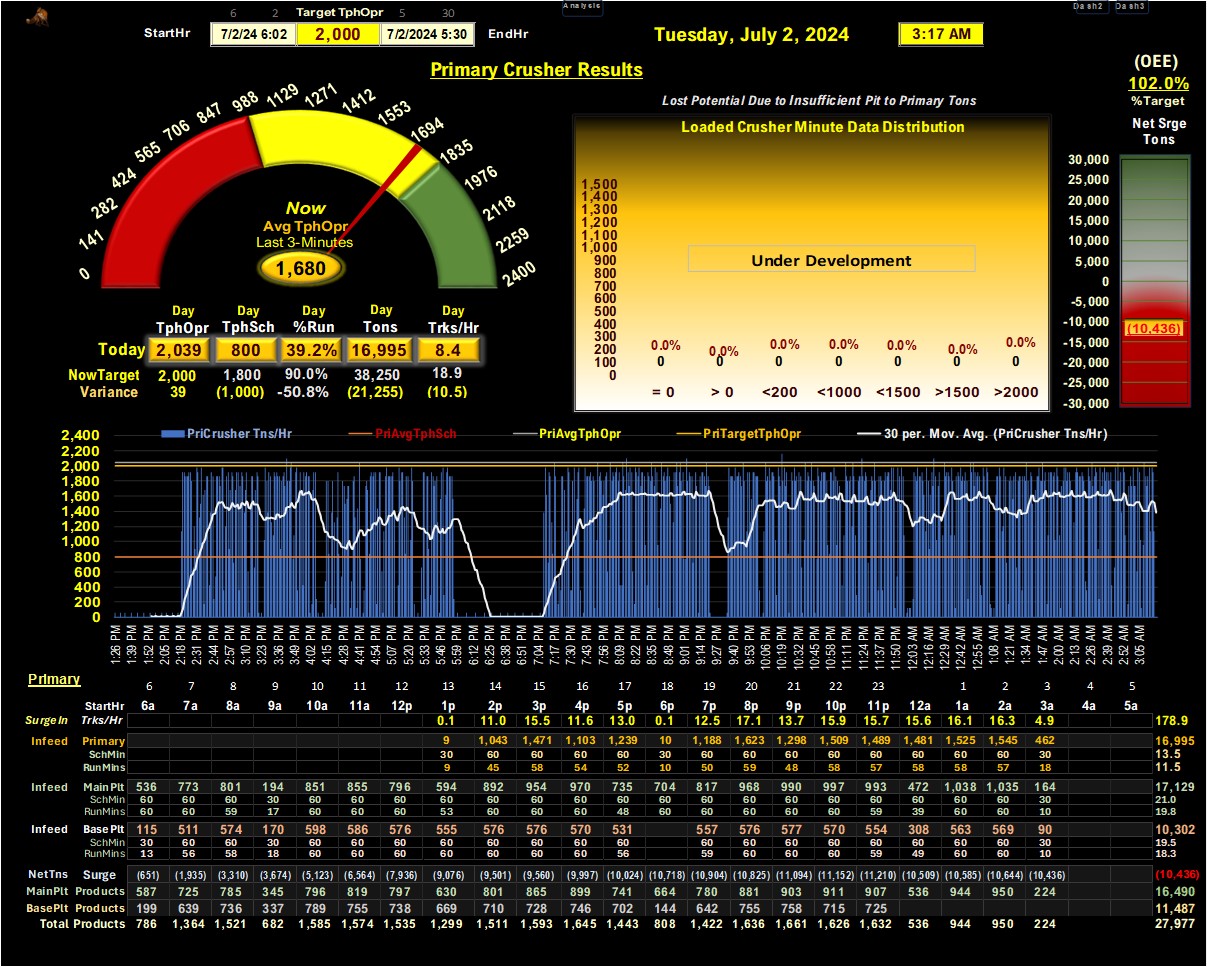 Analysis Dash2 Dash3
6 2 Target TphOpr 5 30
StartHr 7/2/24 6:02 2,000 7/2/2024 5:30 EndHr Tuesday, July 2, 2024 3:17 AM
Primary Crusher Results
(OEE)
102.0%
%Target
Net Srge
Tons
0 141 282 424 565 706 847 988 1129 1271 1412 1553 1694 1835 1976 2118 2259 2400
Now
Avg TphOpr
Last 3-Minutes
1,680
Lost Potential Due to Insufficient Pit to Primary Tons
Loaded Crusher Minute Data Distribution
1,500
1,400
1,300
1,200
1,100
1,000
900
800
700
600
500
400
300
200
100
0
Under Development
0.0% 0.0% 0.0% 0.0% 0.0% 0.0% 0.0%
0 0 0 0 0 0 0
= 0 > 0 <200 <1000 <1500 >1500 >2000
30,000
25,000
20,000
15,000
10,000
5,000
0
-5,000
-10,000
-15,000
-20,000
-25,000
-30,000
(10,436)
Day Day Day Day Day
TphOpr TphSch %Run Tons Trks/Hr
Today 2,039 800 39.2% 16,995 8.4
NowTarget 2,000 1,800 90.0% 38,250 18.9
Variance 39 (1,000) -50.8% (21,255) (10.5)
PriCrusher Tns/Hr PriAvgTphSch PriAvgTphOpr PriTargetTphOpr 30 per. Mov. Avg. (PriCrusher Tns/Hr)
2,400
2,200
2,000
1,800
1,600
1,400
1,200
1,000
800
600
400
200
0
1:26 PM 1:39 PM 1:52 PM 2:05 PM 2:18 PM 2:31 PM 2:44 PM 2:57 PM 3:10 PM 3:23 PM 3:36 PM 3:49 PM 4:02 PM 4:15 PM 4:28 PM 4:41 PM 4:54 PM 5:07 PM 5:20 PM 5:33 PM 5:46 PM 5:59 PM 6:12 PM 6:25 PM 6:38 PM 6:51 PM 7:04 PM 7:17 PM 7:30 PM 7:43 PM 7:56 PM 8:09 PM 8:22 PM 8:35 PM 8:48 PM 9:01 PM 9:14 PM 9:27 PM 9:40 PM 9:53 PM 10:06 PM 10:19 PM 10:32 PM 10:45 PM 10:58 PM 11:11 PM 11:24 PM 11:37 PM 11:50 PM 12:03 AM 12:16 AM 12:29 AM 12:42 AM 12:55 AM 1:08 AM 1:21 AM 1:34 AM 1:47 AM 2:00 AM 2:13 AM 2:26 AM 2:39 AM 2:52 AM 3:05 AM
Primary
6 7 8 9 10 11 12 13 14 15 16 17 18 19 20 21 22 23 1 2 3 4 5
StartHr 6a 7a 8a 9a 10a 11a 12p 1p 2p 3p 4p 5p 6p 7p 8p 9p 10p 11p 12a 1a 2a 3a 4a 5a
SurgeIn Trks/Hr 0.1 11.0 15.5 11.6 13.0 0.1 12.5 17.1 13.7 15.9 15.7 15.6 16.1 16.3 4.9 178.9
Infeed Primary 9 1,043 1,471 1,103 1,239 10 1,188 1,623 1,298 1,509 1,489 1,481 1,525 1,545 462 16,995
SchMin 30 60 60 60 60 30 60 60 60 60 60 60 60 60 30 13.5
RunMins 9 45 58 54 52 10 50 59 48 58 57 58 58 57 18 11.5
Infeed MainPlt 536 773 801 194 851 855 796 594 892 954 970 735 704 817 968 990 997 993 472 1,038 1,035 164 17,129
SchMin 60 60 60 30 60 60 60 60 60 60 60 60 60 60 60 60 60 60 60 60 60 30 21.0
RunMins 60 60 59 17 60 60 60 53 60 60 60 48 60 59 60 60 60 59 39 60 60 10 19.8
Infeed BasePlt 115 511 574 170 598 586 576 555 576 576 570 531 557 576 577 570 554 308 563 569 90 10,302
SchMin 30 60 60 30 60 60 60 60 60 60 60 60 60 60 60 60 60 60 60 60 30 19.5
RunMins 13 56 58 18 60 60 60 60 60 60 60 56 59 60 60 60 59 49 60 60 10 18.3
NetTns Surge (651) (1,935) (3,310) (3,674) (5,123) (6,564) (7,936) (9,076) (9,501) (9,560) (9,997) (10,024) (10,718) (10,904) (10,825) (11,094) (11,152) (11,210) (10,509) (10,585) (10,644) (10,436) (10,436)
MainPlt Products 587 725 785 345 796 819 797 630 801 865 899 741 664 780 881 903 911 907 536 944 950 224 16,490
BasePlt Products 199 639 736 337 789 755 738 669 710 728 746 702 144 642 755 758 715 725 11,487
Total Products 786 1,364 1,521 682 1,585 1,574 1,535 1,299 1,511 1,593 1,645 1,443 808 1,422 1,636 1,661 1,626 1,632 536 944 950 224 27,977